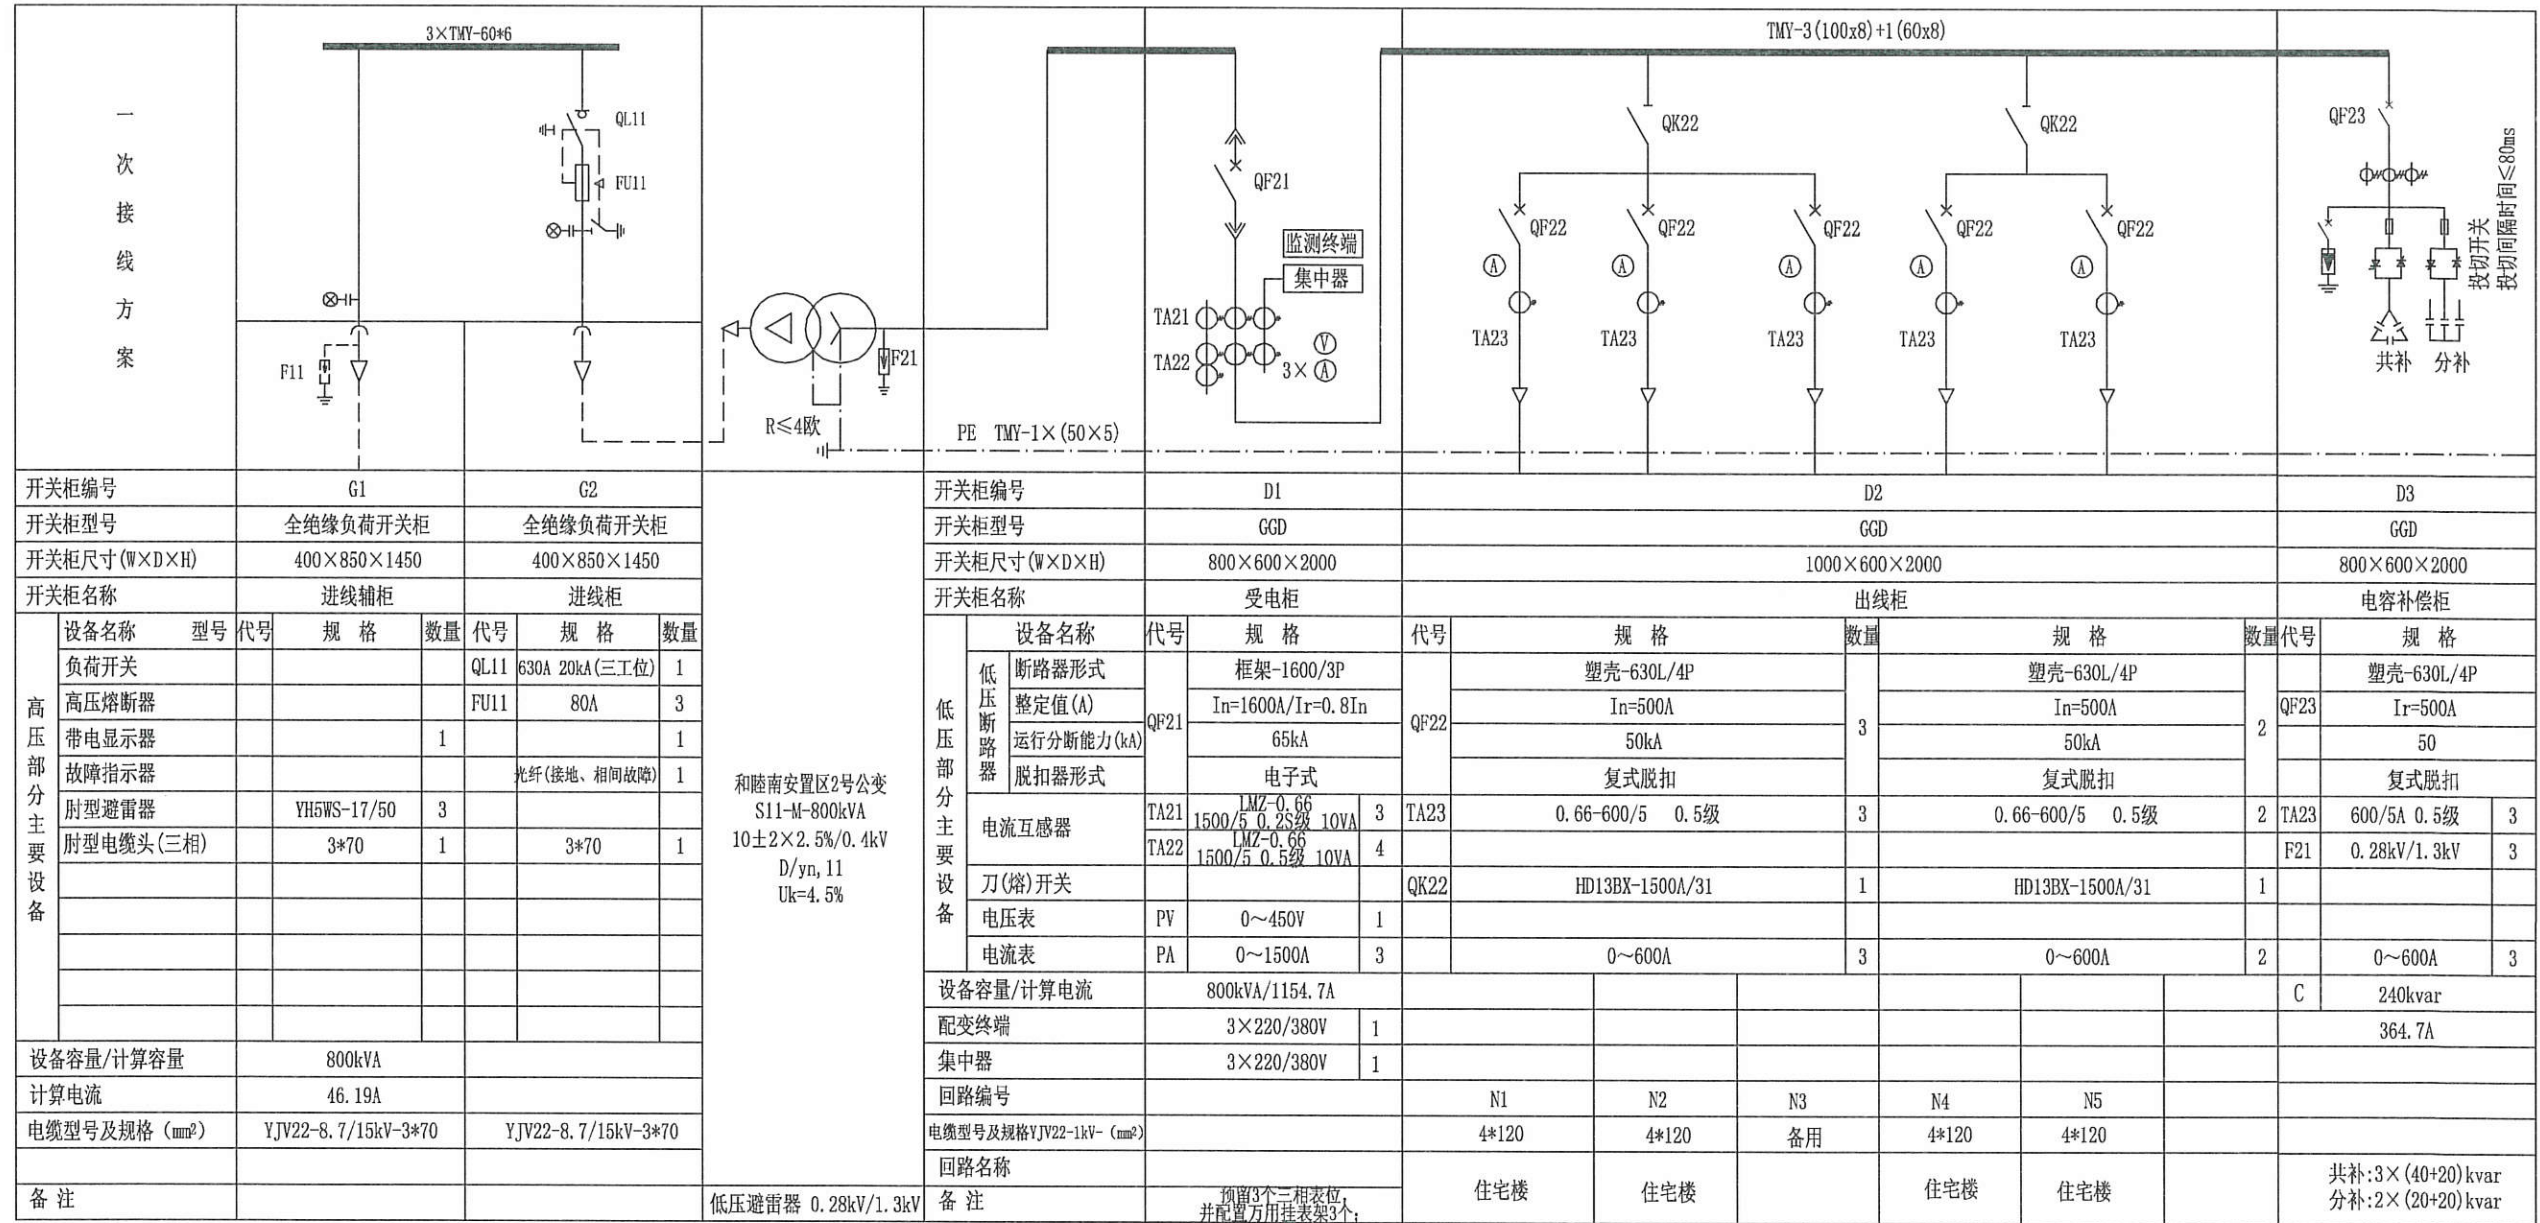 一次接线方案
3×TMY-60*6
QL11
FU11
F11
F21
R≤4欧
PE TMY-1×(50×5)
QF21
监测终端
集中器
TA21
TA22
V
3× A
TMY-3(100x8)+1(60x8)
QK22
QK22
QF22
QF22
QF22
QF22
QF22
A
A
A
A
A
TA23
TA23
TA23
TA23
TA23
QF23
投切开关
投切间隔时间≤80ms
共补
分补
开关柜编号 G1 G2
开关柜型号 全绝缘负荷开关柜 全绝缘负荷开关柜
开关柜尺寸(W×D×H) 400×850×1450 400×850×1450
开关柜名称 进线辅柜 进线柜
高压部分主要设备
设备名称 型号 代号 规 格 数量 代号 规 格 数量
负荷开关 QL11 630A 20kA(三工位) 1
高压熔断器 FU11 80A 3
带电显示器 1 1
故障指示器 光纤(接地、相间故障) 1
肘型避雷器 YH5WS-17/50 3
肘型电缆头(三相) 3*70 1 3*70 1
设备容量/计算容量 800kVA
计算电流 46.19A
电缆型号及规格 (mm²) YJV22-8.7/15kV-3*70 YJV22-8.7/15kV-3*70
备 注
和睦南安置区2号公变
S11-M-800kVA
10±2×2.5%/0.4kV
D/yn,11
Uk=4.5%
低压避雷器 0.28kV/1.3kV
开关柜编号 D1 D2 D3
开关柜型号 GGD GGD GGD
开关柜尺寸(W×D×H) 800×600×2000 1000×600×2000 800×600×2000
开关柜名称 受电柜 出线柜 电容补偿柜
低压部分主要设备
设备名称 代号 规 格 代号 规 格 数量 规 格 数量 代号 规 格
低压断路器
断路器形式 框架-1600/3P 塑壳-630L/4P 塑壳-630L/4P 塑壳-630L/4P
整定值(A) QF21 In=1600A/Ir=0.8In QF22 In=500A 3 In=500A 2 QF23 Ir=500A
运行分断能力(kA) 65kA 50kA 50kA 50
脱扣器形式 电子式 复式脱扣 复式脱扣 复式脱扣
电流互感器
TA21 LMZ-0.66
1500/5 0.2S级 10VA 3 TA23 0.66-600/5 0.5级 3 0.66-600/5 0.5级 2 TA23 600/5A 0.5级 3
TA22 LMZ-0.66
1500/5 0.5级 10VA 4 F21 0.28kV/1.3kV 3
刀(熔)开关 QK22 HD13BX-1500A/31 1 HD13BX-1500A/31 1
电压表 PV 0～450V 1
电流表 PA 0～1500A 3 0～600A 3 0～600A 2 0～600A 3
设备容量/计算电流 800kVA/1154.7A C 240kvar
配变终端 3×220/380V 1 364.7A
集中器 3×220/380V 1
回路编号 N1 N2 N3 N4 N5
电缆型号及规格YJV22-1kV- (mm²) 4*120 4*120 备用 4*120 4*120
回路名称 住宅楼 住宅楼 住宅楼 住宅楼
备 注 预留3个三相表位,
并配置万用挂表架3个;
共补:3×(40+20)kvar
分补:2×(20+20)kvar